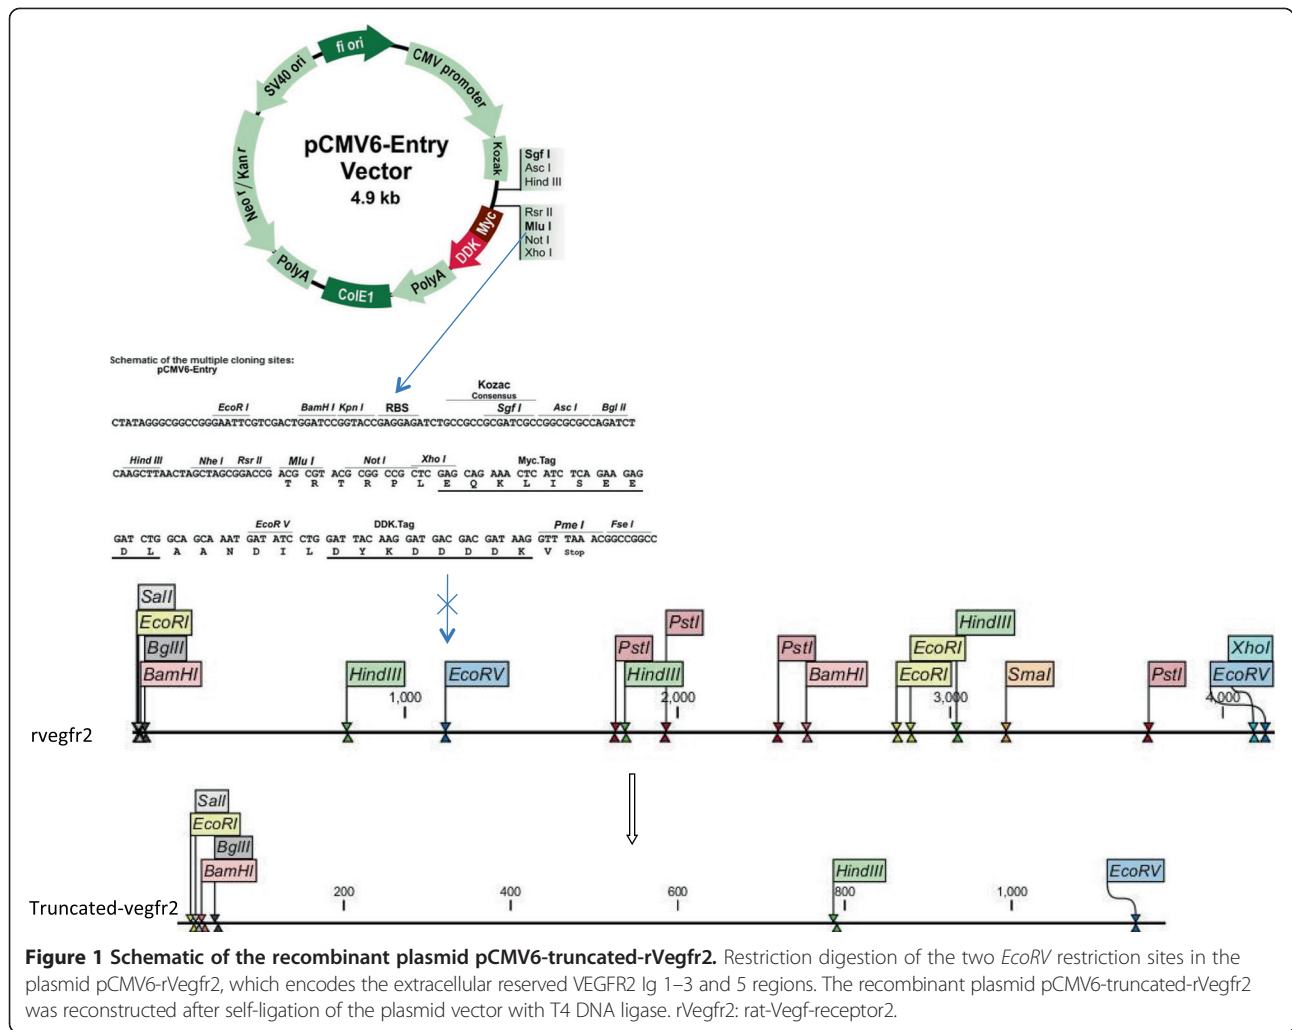 fi ori
CMV promoter
SV40 ori
Kozak
pCMV6-Entry
Vector
4.9 kb
Sgf I
Asc I
Hind III
Rsr II
Mlu I
Not I
Xho I
Neo r / Kan r
Myc
DDK
PolyA
PolyA
ColE1
Schematic of the multiple cloning sites:
pCMV6-Entry
Kozac
Consensus
EcoR I BamH I Kpn I RBS Sgf I Asc I Bgl II
CTATAGGGCGGCCGGGAATTCGTCGACTGGATCCGGTACCGAGGAGATCTGCCGCCGCGATCGCCGGCGCGCCAGATCT
Hind III Nhe I Rsr II Mlu I Not I Xho I Myc.Tag
CAAGCTTAACTAGCTAGCGGACCG ACG CGT ACG CGG CCG CTC GAG CAG AAA CTC ATC TCA GAA GAG
T R T R P L E Q K L I S E E
EcoR V DDK.Tag Pme I Fse I
GAT CTG GCA GCA AAT GAT ATC CTG GAT TAC AAG GAT GAC GAC GAT AAG GTT TAA ACGGCCGGCC
D L A A N D I L D Y K D D D D K V Stop
SalI
EcoRI PstI EcoRI HindIII XhoI
BglII PstI PstI
BamHI HindIII EcoRV HindIII BamHI EcoRI SmaI PstI EcoRV
1,000 2,000 3,000 4,000
rvegfr2
SalI
EcoRI
BglII
BamHI HindIII EcoRV
200 400 600 800 1,000
Truncated-vegfr2
Figure 1 Schematic of the recombinant plasmid pCMV6-truncated-rVegfr2. Restriction digestion of the two EcoRV restriction sites in the
plasmid pCMV6-rVegfr2, which encodes the extracellular reserved VEGFR2 Ig 1–3 and 5 regions. The recombinant plasmid pCMV6-truncated-rVegfr2
was reconstructed after self-ligation of the plasmid vector with T4 DNA ligase. rVegfr2: rat-Vegf-receptor2.